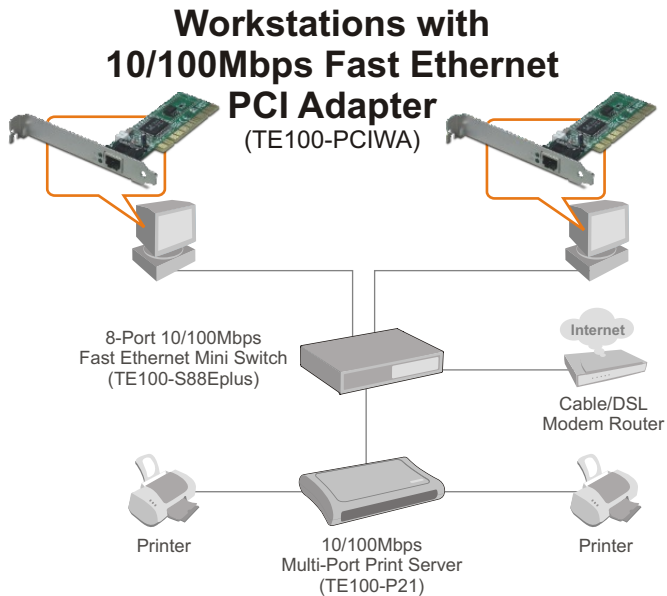 Workstations with
10/100Mbps Fast Ethernet
PCI Adapter
(TE100-PCIWA)
8-Port 10/100Mbps
Fast Ethernet Mini Switch
(TE100-S88Eplus)
Internet
Cable/DSL
Modem Router
Printer
10/100Mbps
Multi-Port Print Server
(TE100-P21)
Printer